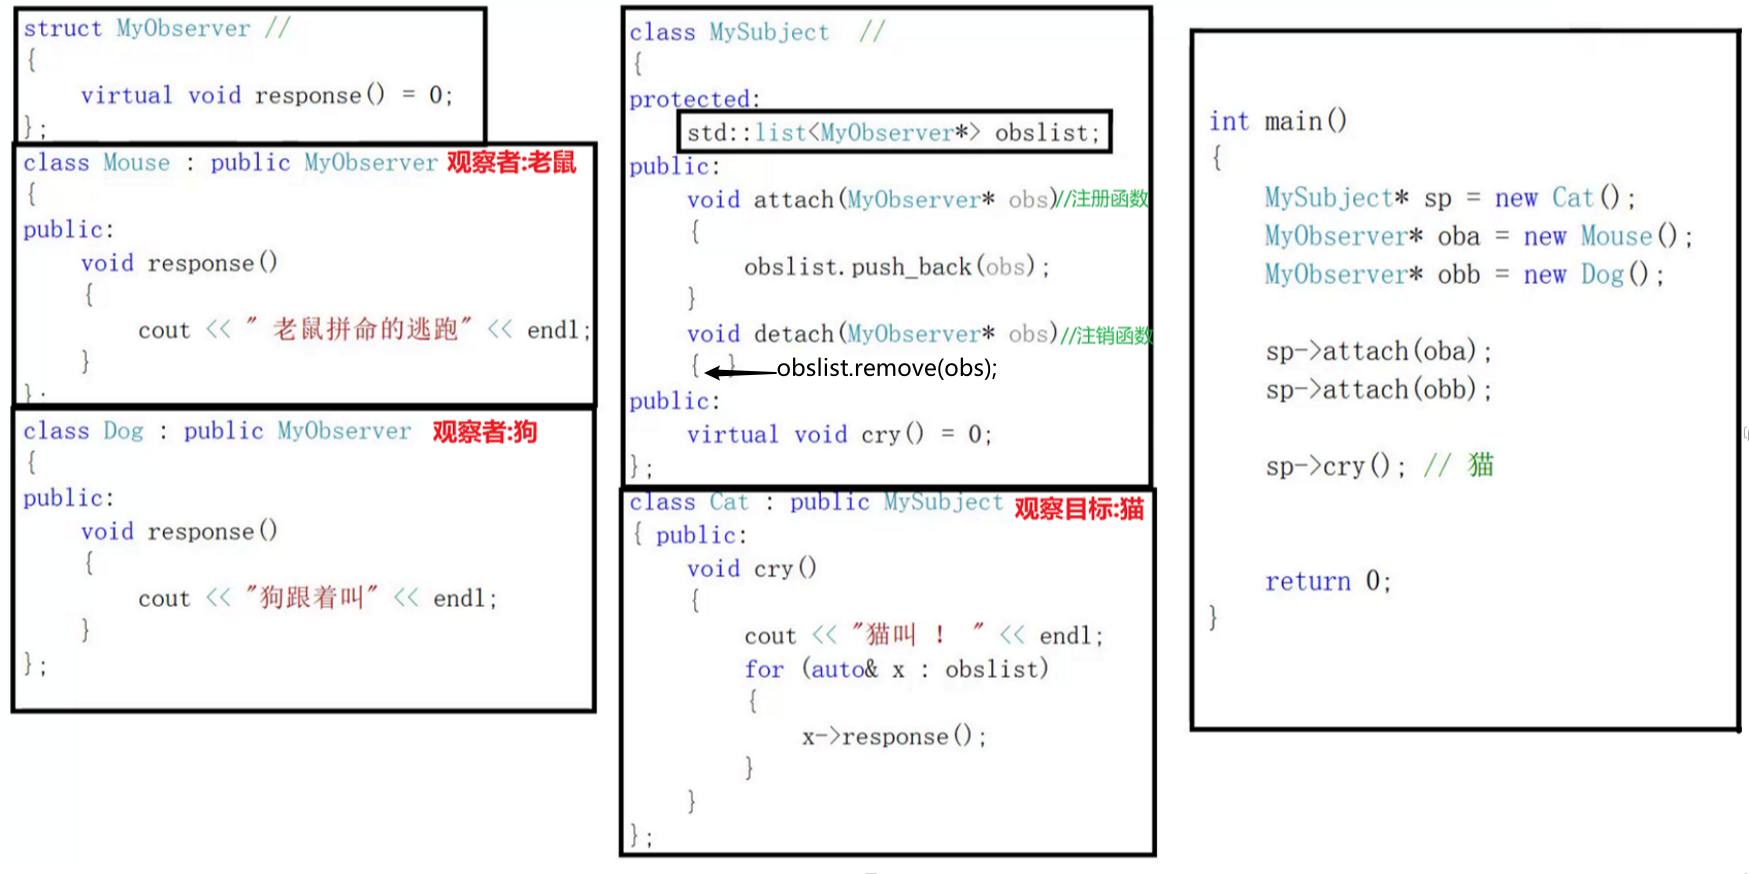 struct MyObserver //
{
virtual void response() = 0;
};
class Mouse : public MyObserver 观察者:老鼠
{
public:
void response()
{
cout << " 老鼠拼命的逃跑" << endl;
}
};
class Dog : public MyObserver 观察者:狗
{
public:
void response()
{
cout << "狗跟着叫" << endl;
}
};
class MySubject //
{
protected:
std::list<MyObserver*> obslist;
public:
void attach(MyObserver* obs)//注册函数
{
obslist.push_back(obs);
}
void detach(MyObserver* obs)//注销函数
{ } obslist.remove(obs);
public:
virtual void cry() = 0;
};
class Cat : public MySubject 观察目标:猫
{ public:
void cry()
{
cout << "猫叫 ! " << endl;
for (auto& x : obslist)
{
x->response();
}
}
};
int main()
{
MySubject* sp = new Cat();
MyObserver* oba = new Mouse();
MyObserver* obb = new Dog();
sp->attach(oba);
sp->attach(obb);
sp->cry(); // 猫
return 0;
}